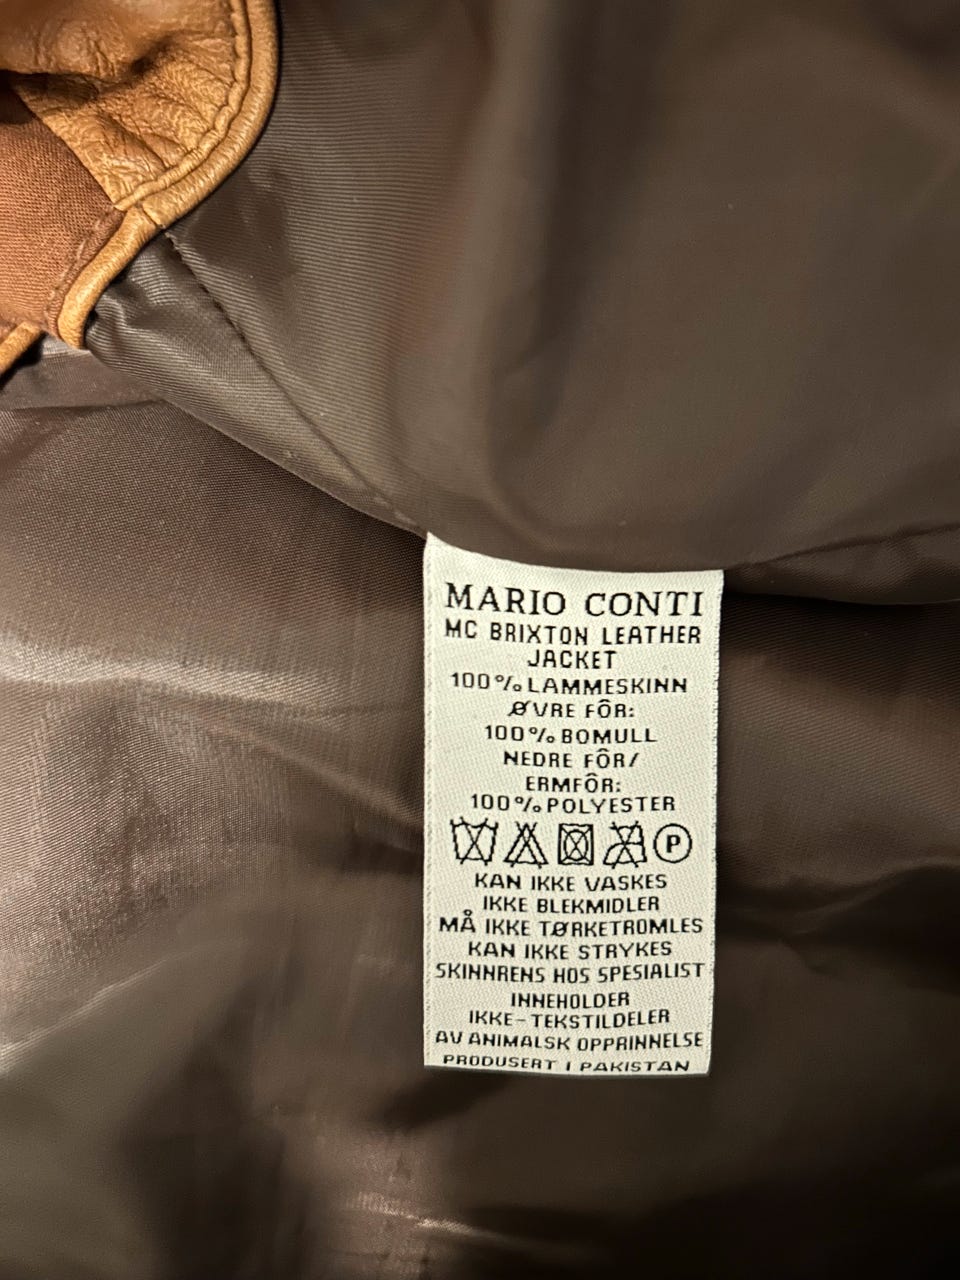 MARIO CONTI
MC BRIXTON LEATHER
JACKET
100% LAMMESKINN
ØVRE FÔR:
100% BOMULL
NEDRE FÔR/
ERMFÔR:
100% POLYESTER
P
KAN IKKE VASKES
IKKE BLEKMIDLER
MÅ IKKE TØRKETROMLES
KAN IKKE STRYKES
SKINNRENS HOS SPESIALIST
INNEHOLDER
IKKE-TEKSTILDELER
AV ANIMALSK OPPRINNELSE
PRODUSERT I PAKISTAN